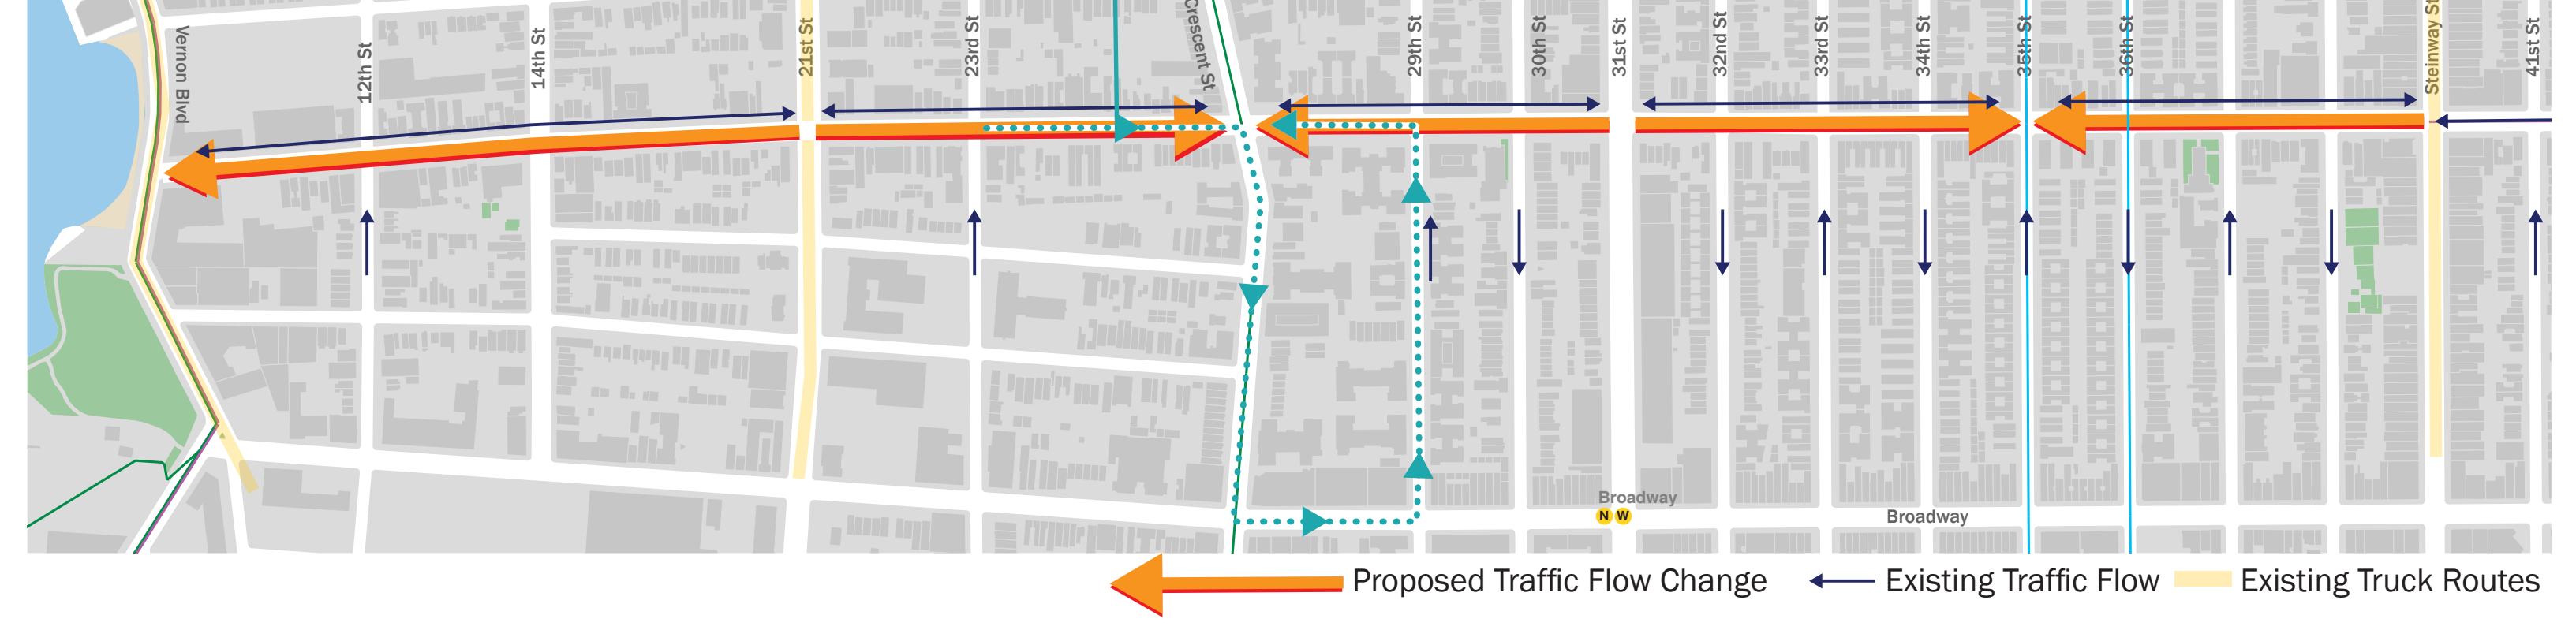 Vernon Blvd
12th St
14th St
21st St
23rd St
Crescent St
29th St
30th St
31st St
32nd St
33rd St
34th St
35th St
36th St
Steinway St
41st St
Broadway
N W
Broadway
Proposed Traffic Flow Change
Existing Traffic Flow
Existing Truck Routes